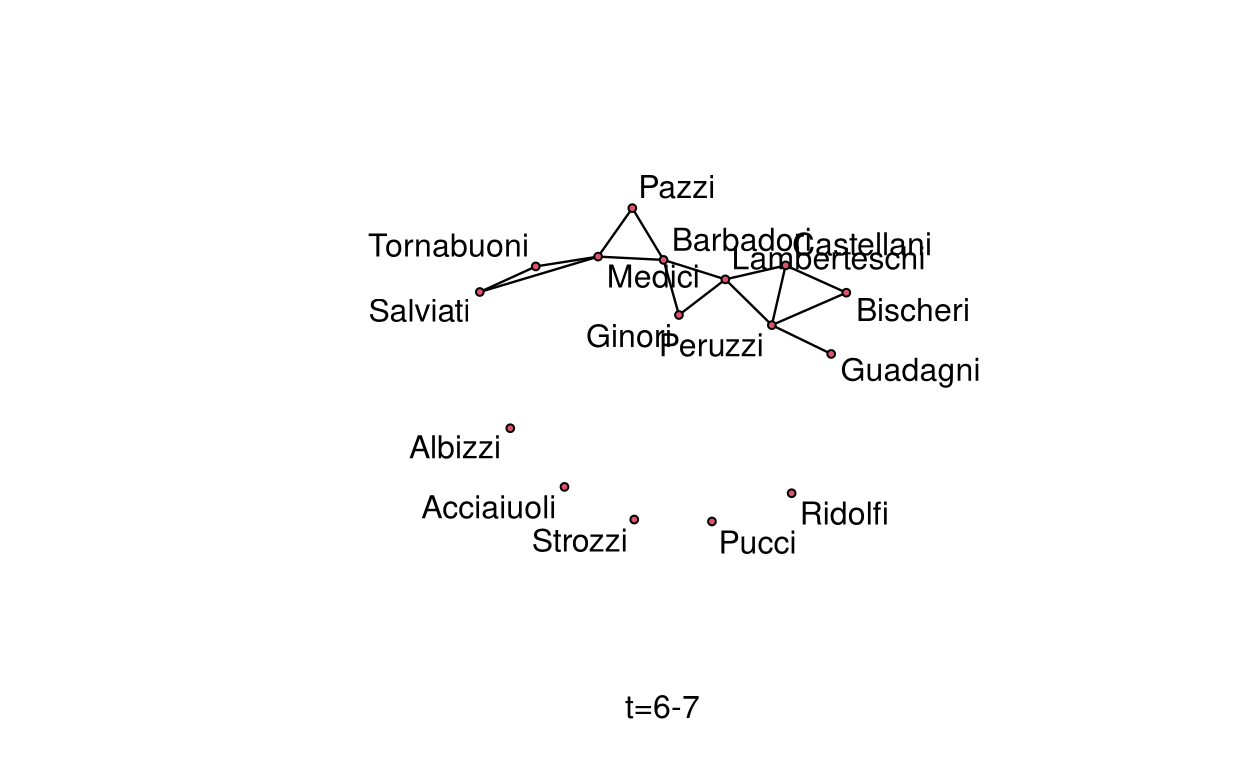 Pazzi
Barbadori
Castellani
Tornabuoni
Lamberteschi
Medici
Salviati
Bischeri
Ginori
Peruzzi
Guadagni
Albizzi
Acciaiuoli
Ridolfi
Strozzi
Pucci
t=6-7